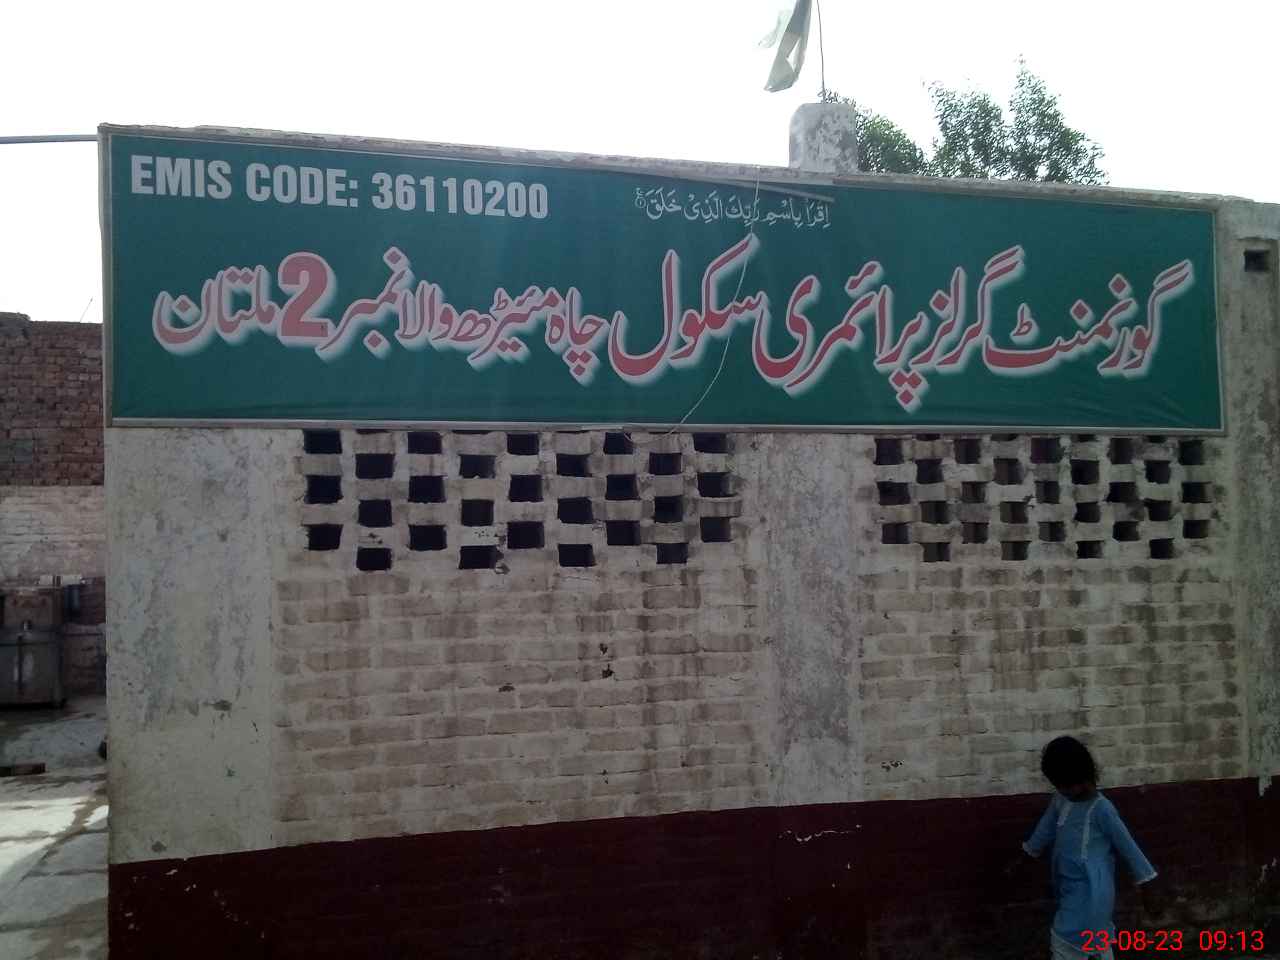 EMIS CODE: 36110200
اِقْرَاْ بِاسْمِ رَبِّكَ الَّذِیْ خَلَقَ
گورنمنٹ گرلز پرائمری سکول چاہ مئیڑھ والا نمبر 2 ملتان
23-08-23 09:13